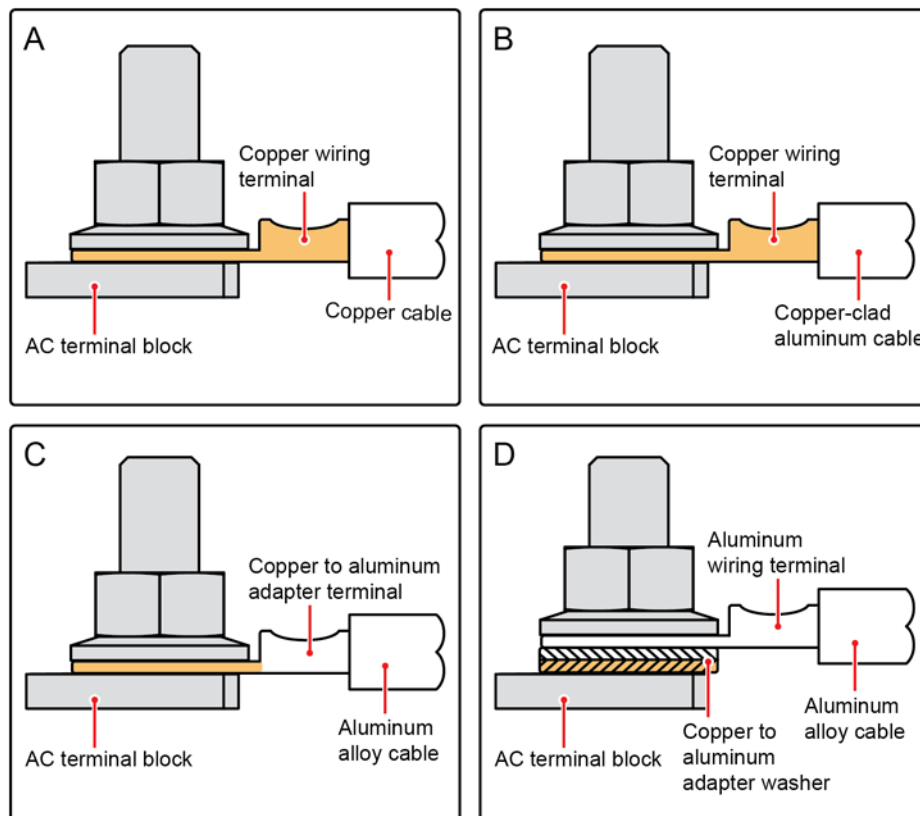 A
Copper wiring
terminal
Copper cable
AC terminal block
B
Copper wiring
terminal
Copper-clad
aluminum cable
AC terminal block
C
Copper to aluminum
adapter terminal
Aluminum
alloy cable
AC terminal block
D
Aluminum
wiring terminal
Aluminum
alloy cable
Copper to
aluminum
adapter washer
AC terminal block